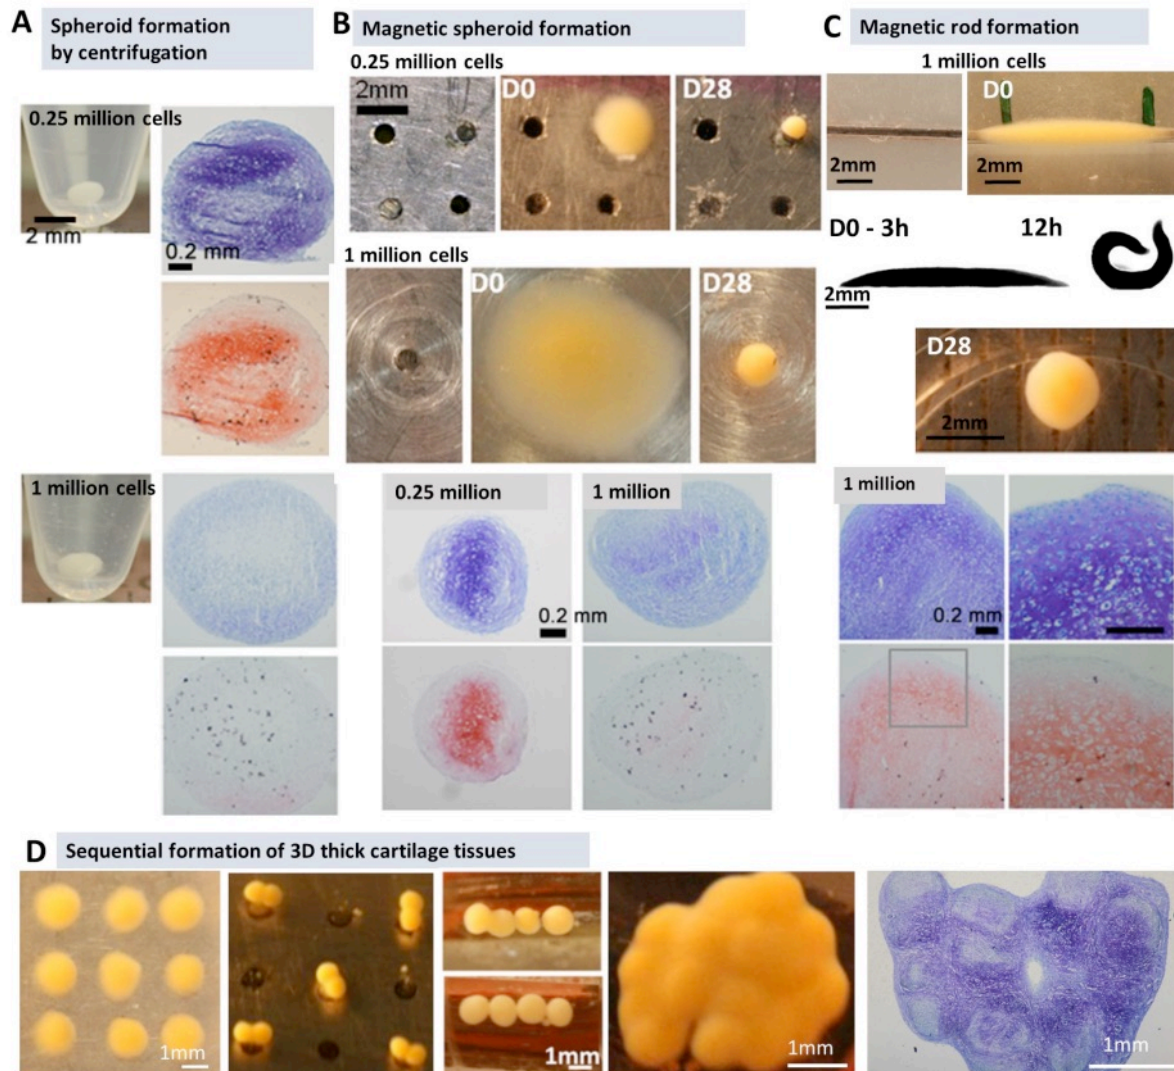 A
Spheroid formation
by centrifugation
0.25 million cells
2 mm
0.2 mm
1 million cells
B
Magnetic spheroid formation
0.25 million cells
2mm
D0
D28
1 million cells
D0
D28
0.25 million
1 million
0.2 mm
C
Magnetic rod formation
1 million cells
D0
2mm
2mm
D0 - 3h
12h
2mm
D28
2mm
1 million
0.2 mm
D
Sequential formation of 3D thick cartilage tissues
1mm
1mm
1mm
1mm